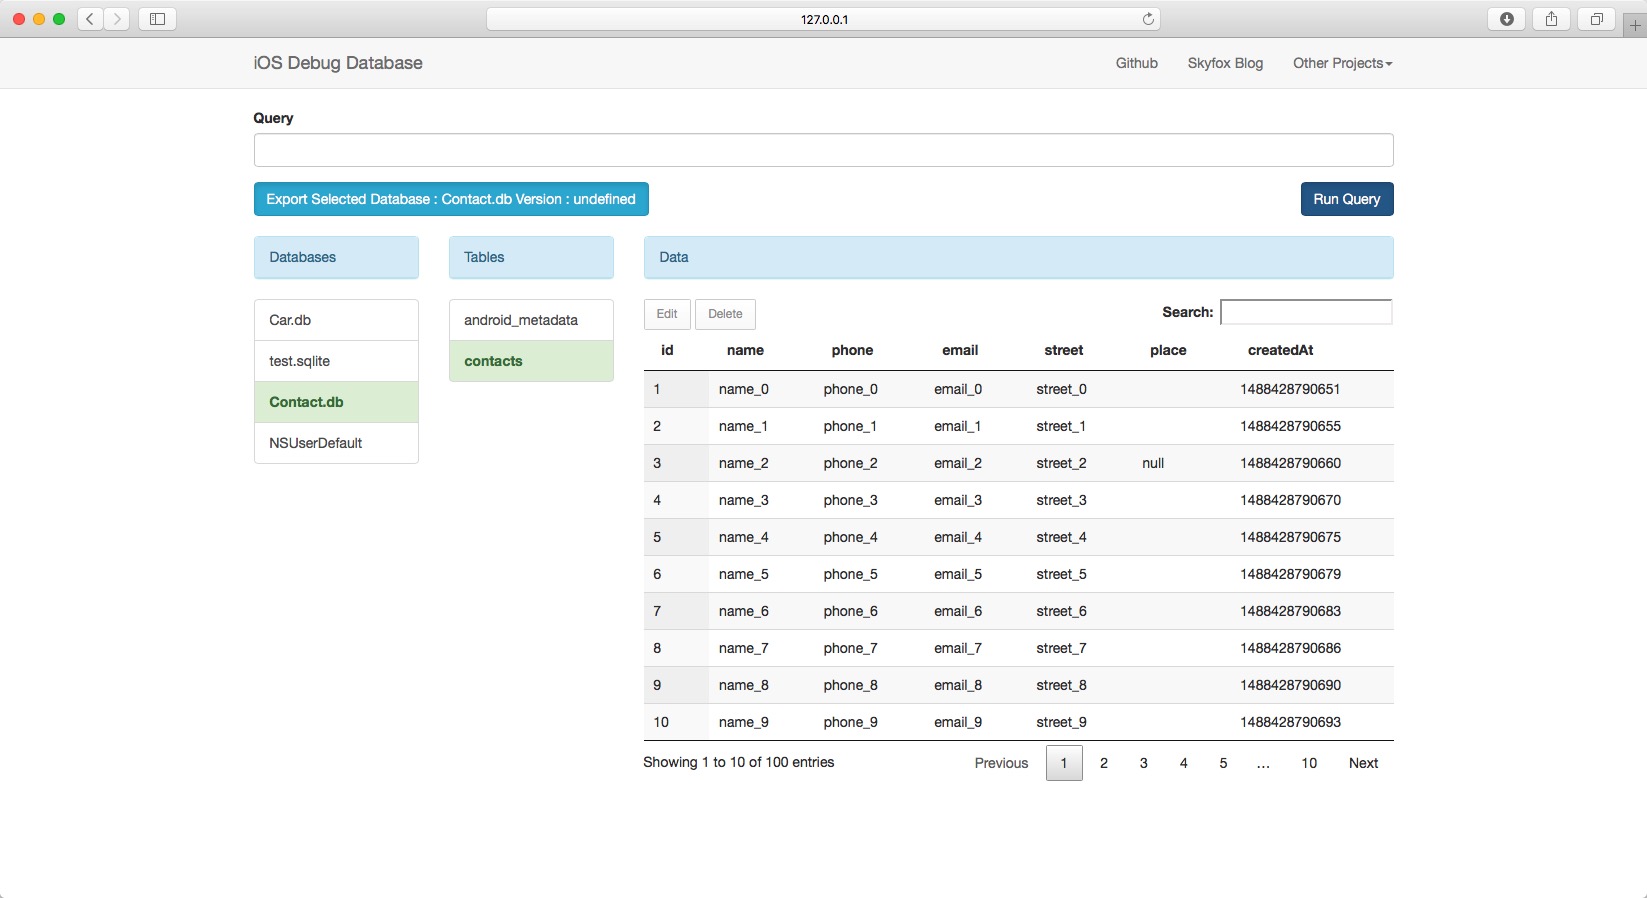 127.0.0.1
iOS Debug Database Github Skyfox Blog Other Projects
Query
Export Selected Database : Contact.db Version : undefined Run Query
Databases Tables Data
Car.db
test.sqlite
Contact.db
NSUserDefault
android_metadata
contacts
Edit Delete Search:
id name phone email street place createdAt
1 name_0 phone_0 email_0 street_0 1488428790651
2 name_1 phone_1 email_1 street_1 1488428790655
3 name_2 phone_2 email_2 street_2 null 1488428790660
4 name_3 phone_3 email_3 street_3 1488428790670
5 name_4 phone_4 email_4 street_4 1488428790675
6 name_5 phone_5 email_5 street_5 1488428790679
7 name_6 phone_6 email_6 street_6 1488428790683
8 name_7 phone_7 email_7 street_7 1488428790686
9 name_8 phone_8 email_8 street_8 1488428790690
10 name_9 phone_9 email_9 street_9 1488428790693
Showing 1 to 10 of 100 entries Previous 1 2 3 4 5 … 10 Next